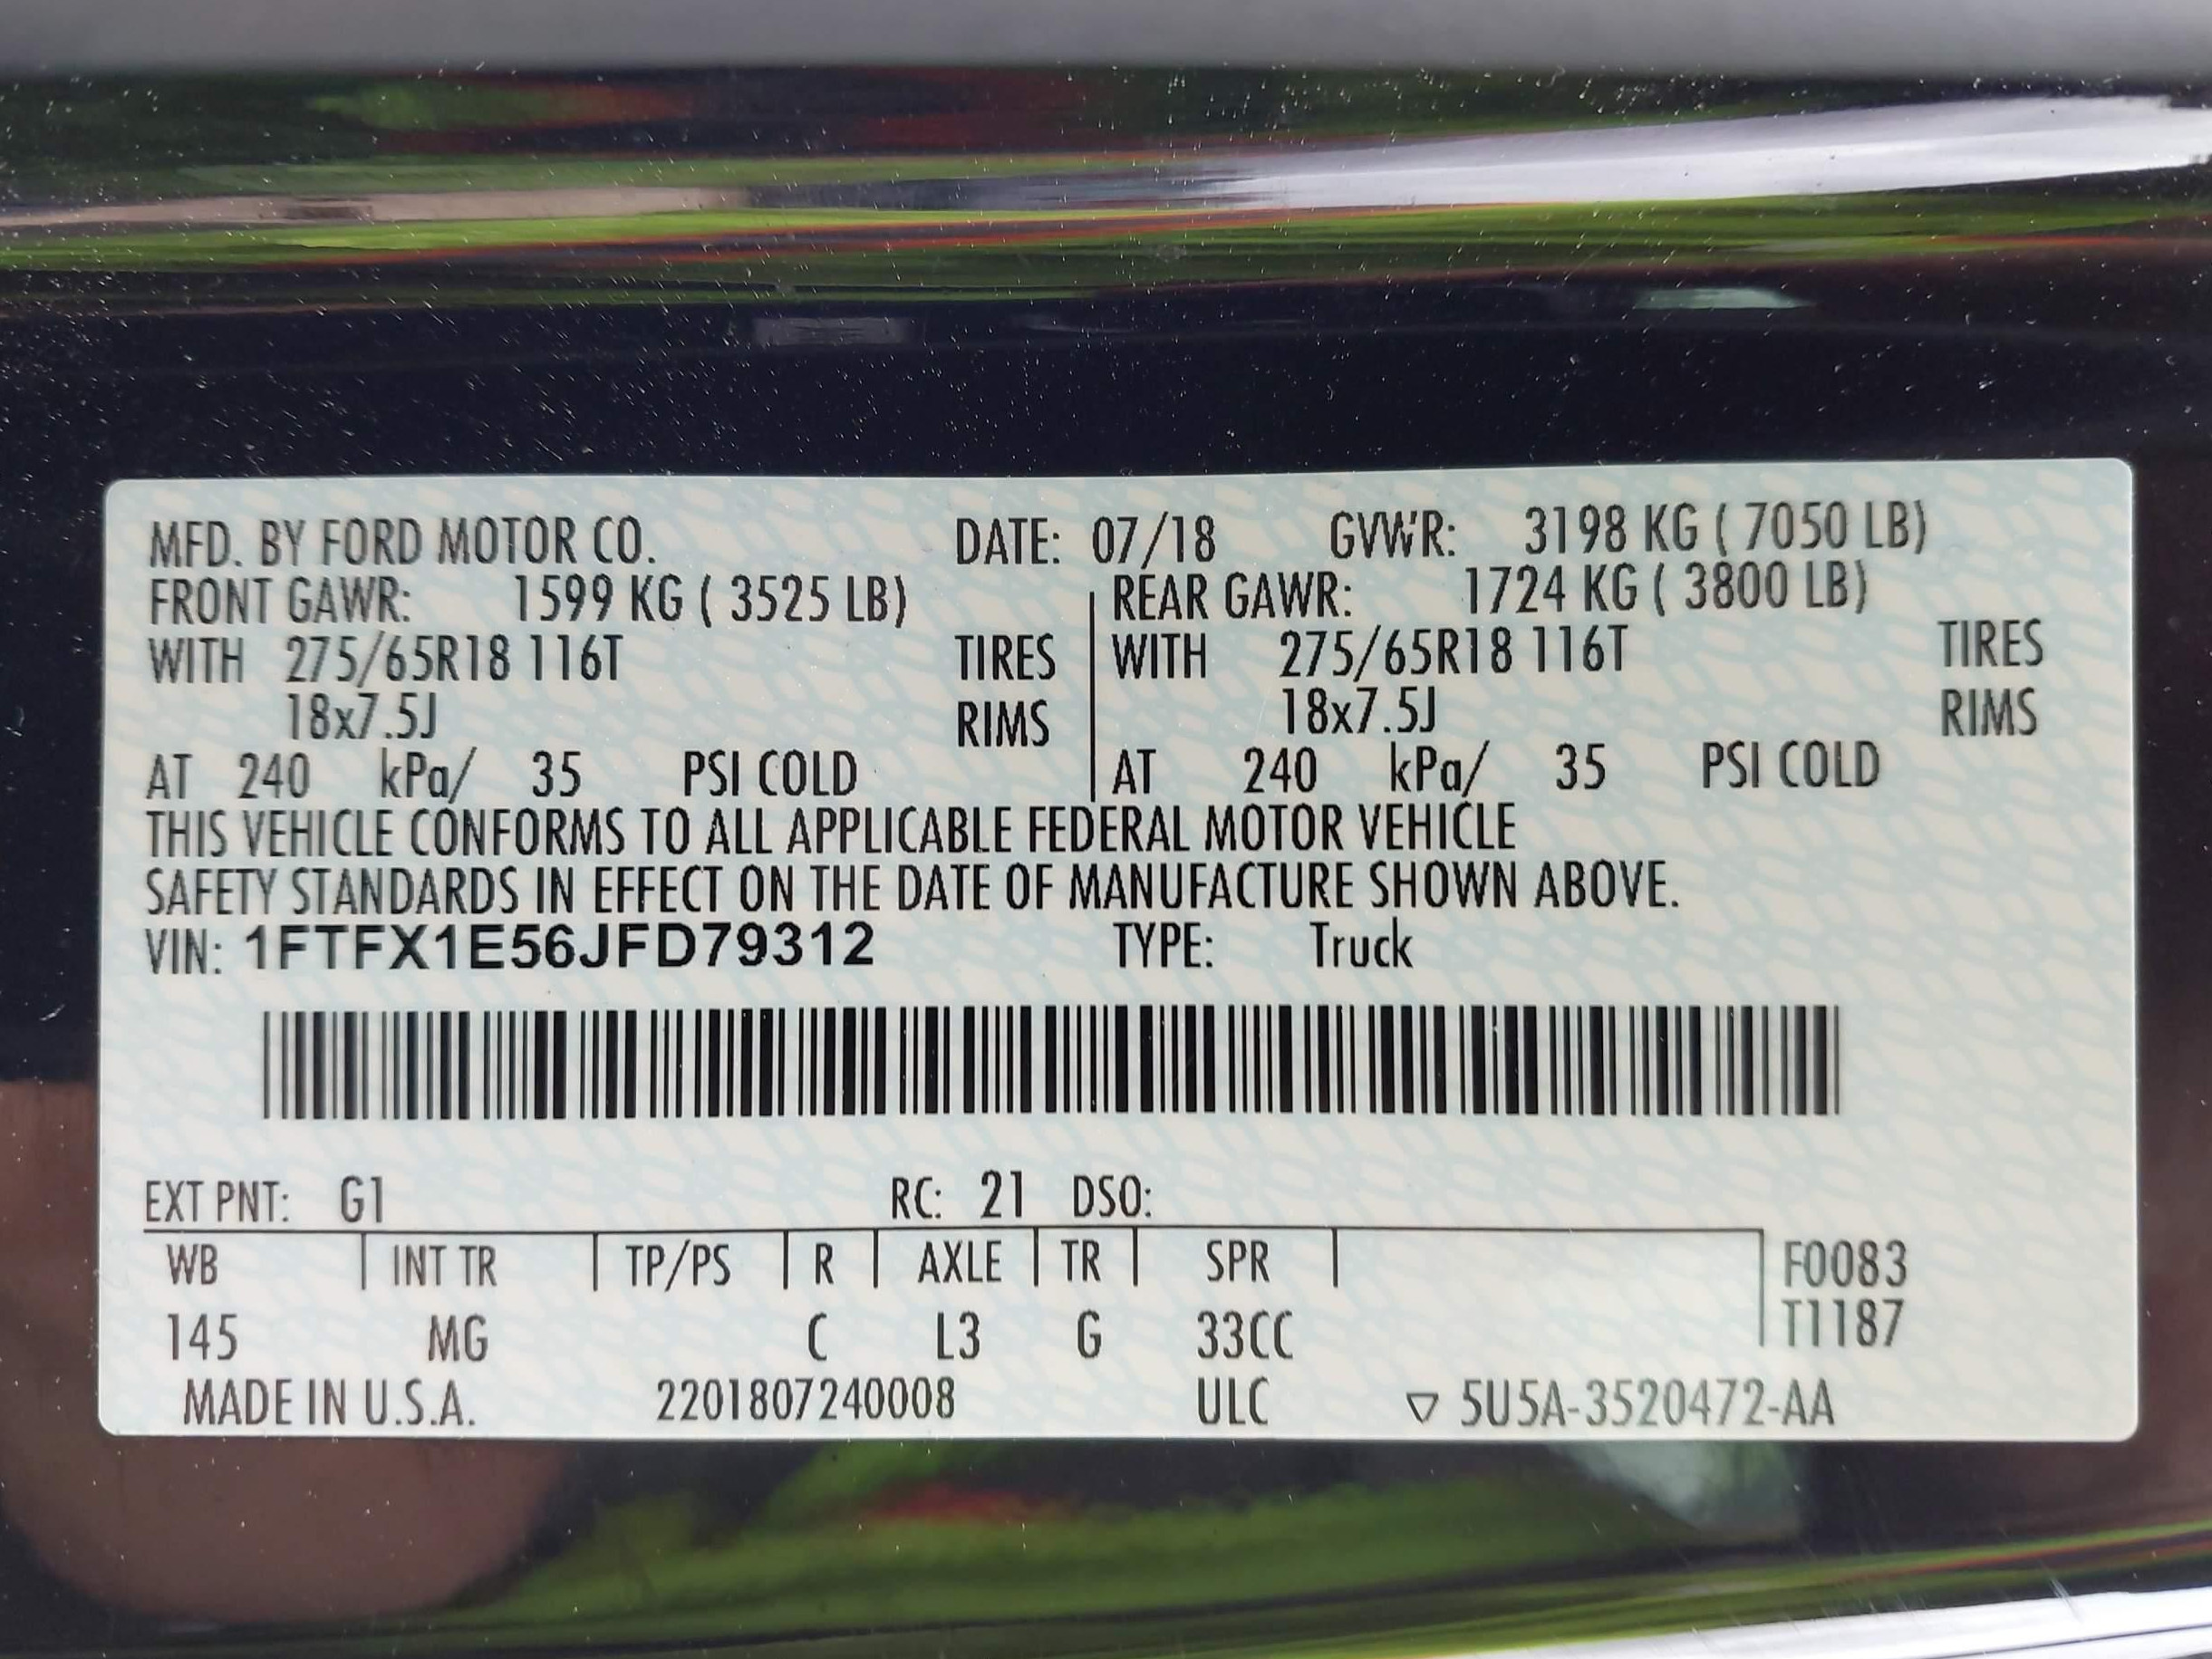 MFD. BY FORD MOTOR CO. DATE: 07/18 GVWR: 3198 KG ( 7050 LB)
FRONT GAWR: 1599 KG ( 3525 LB) REAR GAWR: 1724 KG ( 3800 LB)
WITH 275/65R18 116T TIRES WITH 275/65R18 116T TIRES
18x7.5J RIMS 18x7.5J RIMS
AT 240 kPa/ 35 PSI COLD AT 240 kPa/ 35 PSI COLD
THIS VEHICLE CONFORMS TO ALL APPLICABLE FEDERAL MOTOR VEHICLE
SAFETY STANDARDS IN EFFECT ON THE DATE OF MANUFACTURE SHOWN ABOVE.
VIN: 1FTFX1E56JFD79312 TYPE: Truck
EXT PNT: G1 RC: 21 DSO:
WB INT TR TP/PS R AXLE TR SPR F0083
T1187
145 MG C L3 G 33CC
MADE IN U.S.A. 2201807240008 ULC ▽ 5U5A-3520472-AA